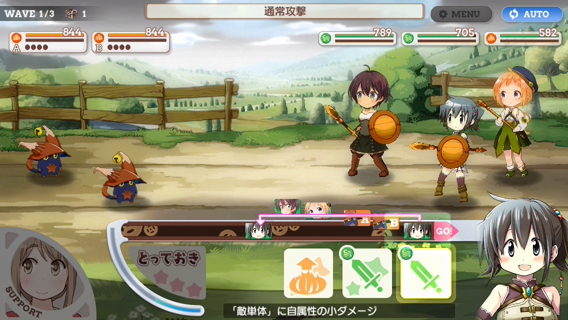 WAVE 1/3 1
通常攻撃
MENU
AUTO
844
A
844
B
789
705
582
A
B
GO!
SUPPORT
とっておき
「敵単体」に自属性の小ダメージ